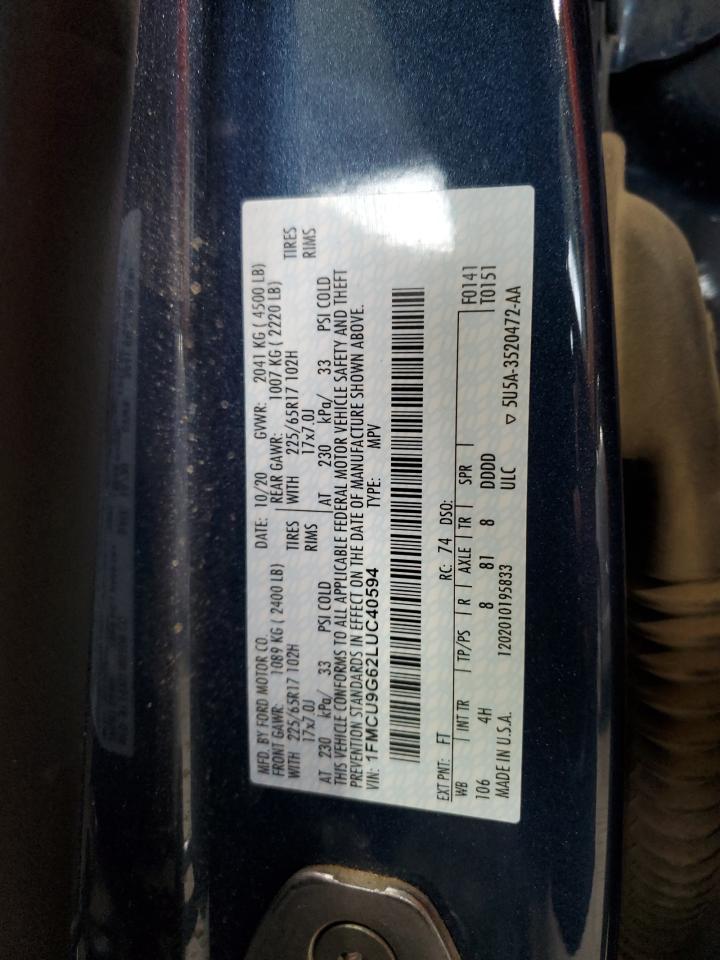 MFD. BY FORD MOTOR CO. DATE: 10/20 GVWR: 2041 KG ( 4500 LB)
FRONT GAWR: 1089 KG ( 2400 LB) REAR GAWR: 1007 KG ( 2220 LB)
WITH 225/65R17 102H TIRES WITH 225/65R17 102H TIRES
17x7.0J RIMS 17x7.0J RIMS
AT 230 kPa/ 33 PSI COLD AT 230 kPa/ 33 PSI COLD
THIS VEHICLE CONFORMS TO ALL APPLICABLE FEDERAL MOTOR VEHICLE SAFETY AND THEFT
PREVENTION STANDARDS IN EFFECT ON THE DATE OF MANUFACTURE SHOWN ABOVE.
VIN: 1FMCU9G62LUC40594 TYPE: MPV
EXT PNT: FT RC: 74 DSO:
WB INT TR TP/PS R AXLE TR SPR F0141
106 4H 8 81 8 DDDD T0151
MADE IN U.S.A. 1202010195833 ULC ▽ 5U5A-3520472-AA